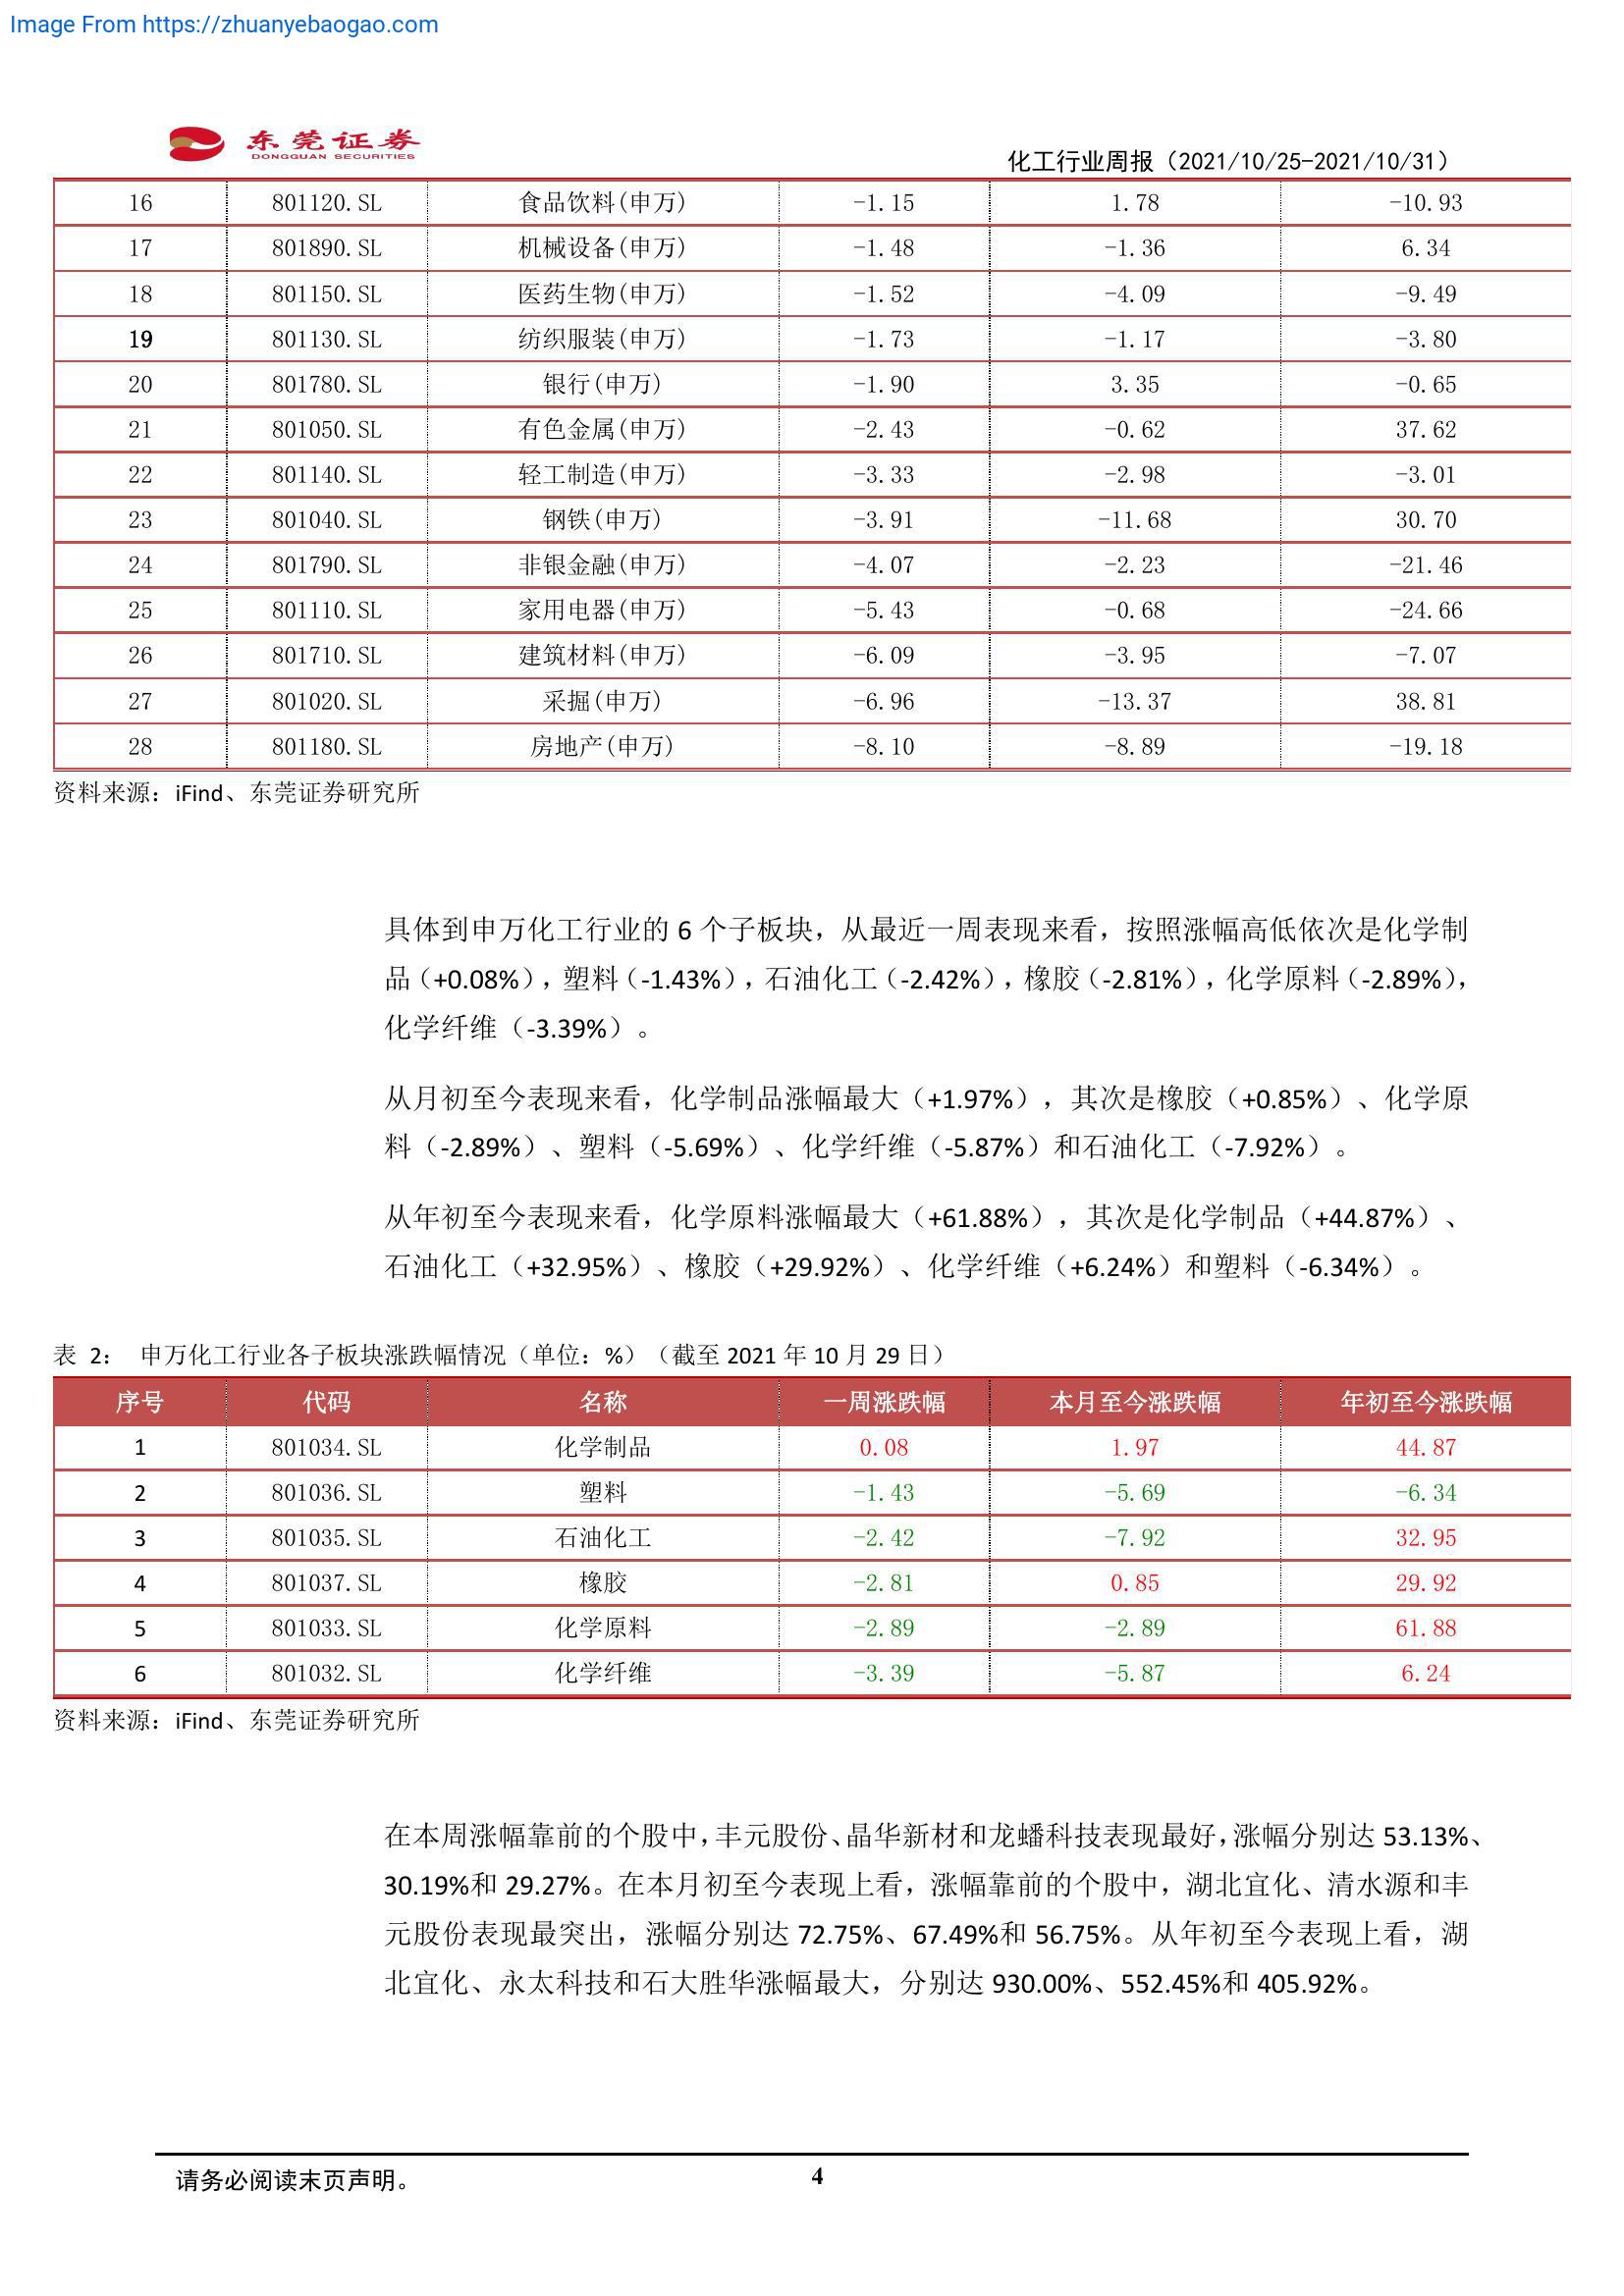 Image From https://zhuanyebaogao.com
东莞证券
DONGGUAN SECURITIES
化工行业周报（2021/10/25-2021/10/31）
16 801120.SL 食品饮料(申万) -1.15 1.78 -10.93
17 801890.SL 机械设备(申万) -1.48 -1.36 6.34
18 801150.SL 医药生物(申万) -1.52 -4.09 -9.49
19 801130.SL 纺织服装(申万) -1.73 -1.17 -3.80
20 801780.SL 银行(申万) -1.90 3.35 -0.65
21 801050.SL 有色金属(申万) -2.43 -0.62 37.62
22 801140.SL 轻工制造(申万) -3.33 -2.98 -3.01
23 801040.SL 钢铁(申万) -3.91 -11.68 30.70
24 801790.SL 非银金融(申万) -4.07 -2.23 -21.46
25 801110.SL 家用电器(申万) -5.43 -0.68 -24.66
26 801710.SL 建筑材料(申万) -6.09 -3.95 -7.07
27 801020.SL 采掘(申万) -6.96 -13.37 38.81
28 801180.SL 房地产(申万) -8.10 -8.89 -19.18
资料来源：iFind、东莞证券研究所
具体到申万化工行业的 6 个子板块，从最近一周表现来看，按照涨幅高低依次是化学制
品（+0.08%），塑料（-1.43%），石油化工（-2.42%），橡胶（-2.81%），化学原料（-2.89%），
化学纤维（-3.39%）。
从月初至今表现来看，化学制品涨幅最大（+1.97%），其次是橡胶（+0.85%）、化学原
料（-2.89%）、塑料（-5.69%）、化学纤维（-5.87%）和石油化工（-7.92%）。
从年初至今表现来看，化学原料涨幅最大（+61.88%），其次是化学制品（+44.87%）、
石油化工（+32.95%）、橡胶（+29.92%）、化学纤维（+6.24%）和塑料（-6.34%）。
表 2： 申万化工行业各子板块涨跌幅情况（单位：%）（截至 2021 年 10 月 29 日）
序号 代码 名称 一周涨跌幅 本月至今涨跌幅 年初至今涨跌幅
1 801034.SL 化学制品 0.08 1.97 44.87
2 801036.SL 塑料 -1.43 -5.69 -6.34
3 801035.SL 石油化工 -2.42 -7.92 32.95
4 801037.SL 橡胶 -2.81 0.85 29.92
5 801033.SL 化学原料 -2.89 -2.89 61.88
6 801032.SL 化学纤维 -3.39 -5.87 6.24
资料来源：iFind、东莞证券研究所
在本周涨幅靠前的个股中，丰元股份、晶华新材和龙蟠科技表现最好，涨幅分别达 53.13%、
30.19%和 29.27%。在本月初至今表现上看，涨幅靠前的个股中，湖北宜化、清水源和丰
元股份表现最突出，涨幅分别达 72.75%、67.49%和 56.75%。从年初至今表现上看，湖
北宜化、永太科技和石大胜华涨幅最大，分别达 930.00%、552.45%和 405.92%。
请务必阅读末页声明。
4